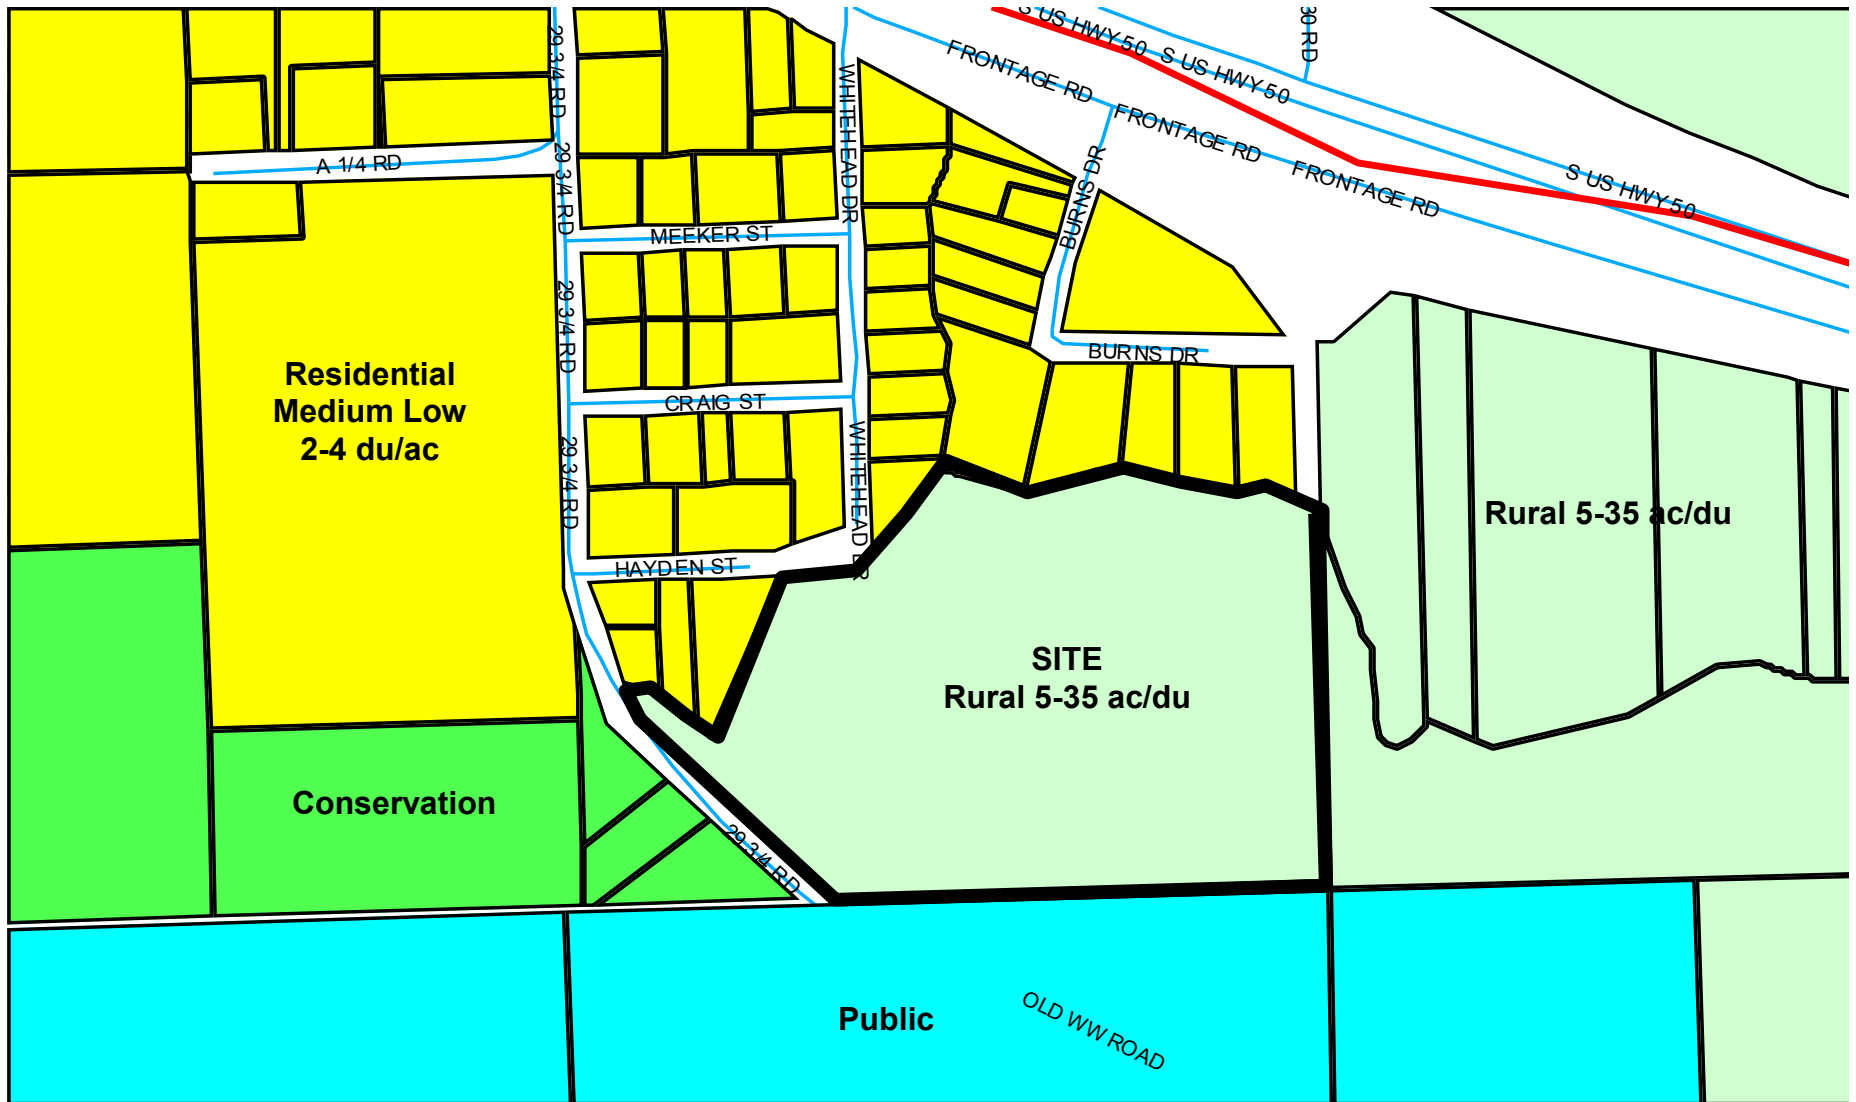 29 3/4 RD
S US HWY 50
S US HWY 50
30 RD
FRONTAGE RD
FRONTAGE RD
FRONTAGE RD
S US HWY 50
WHITEHEAD DR
A 1/4 RD
29 3/4 RD
BURNS DR
MEEKER ST
29 3/4 RD
BURNS DR
Residential
Medium Low
2-4 du/ac
CRAIG ST
29 3/4 RD
WHITEHEAD DR
Rural 5-35 ac/du
HAYDEN ST
SITE
Rural 5-35 ac/du
Conservation
29 3/4 RD
Public
OLD WW ROAD